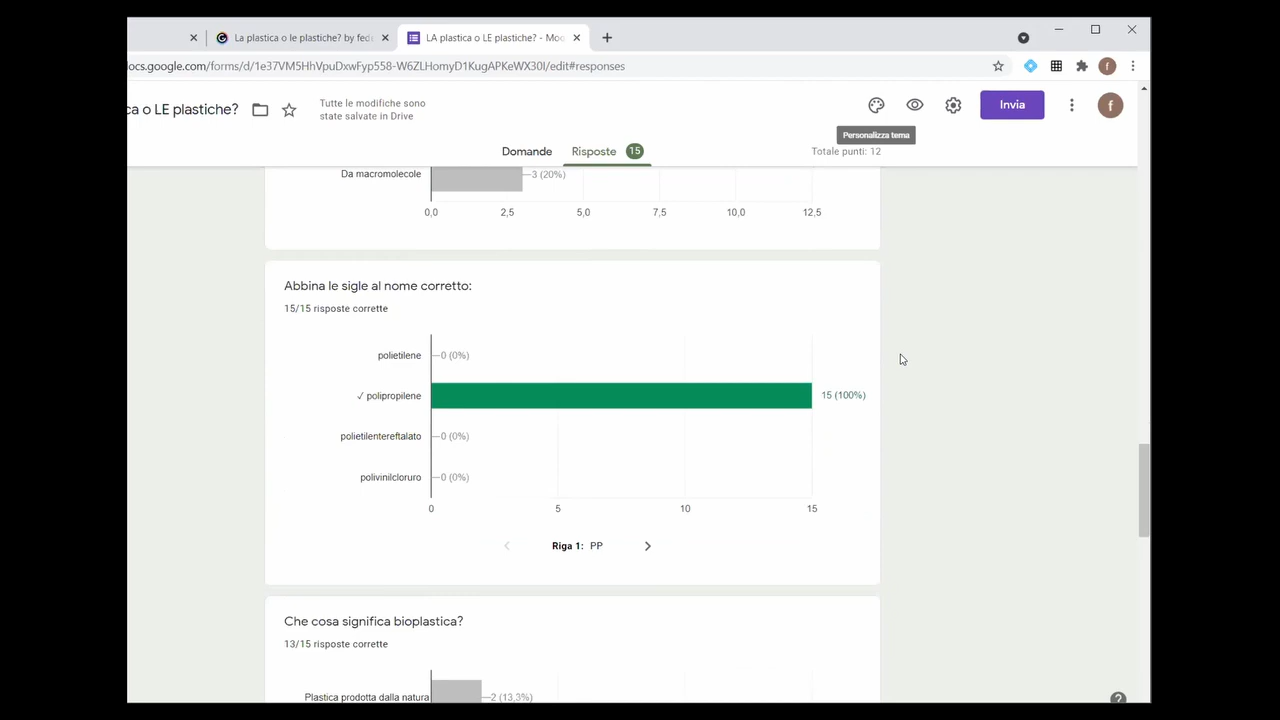 La plastica o le plastiche? by fede
LA plastica o LE plastiche? - Mod
ocs.google.com/forms/d/1e37VM5HhVpuDxwFyp558-W6ZLHomyD1KugAPKeWX30I/edit#responses
f
ca o LE plastiche?
Tutte le modifiche sono
state salvate in Drive
Invia
f
Personalizza tema
Domande
Risposte 15
Totale punti: 12
Da macromolecole
3 (20%)
0,0 2,5 5,0 7,5 10,0 12,5
Abbina le sigle al nome corretto:
15/15 risposte corrette
polietilene 0 (0%)
✓ polipropilene 15 (100%)
polietilentereftalato 0 (0%)
polivinilcloruro 0 (0%)
0 5 10 15
Riga 1: PP
Che cosa significa bioplastica?
13/15 risposte corrette
Plastica prodotta dalla natura 2 (13,3%)